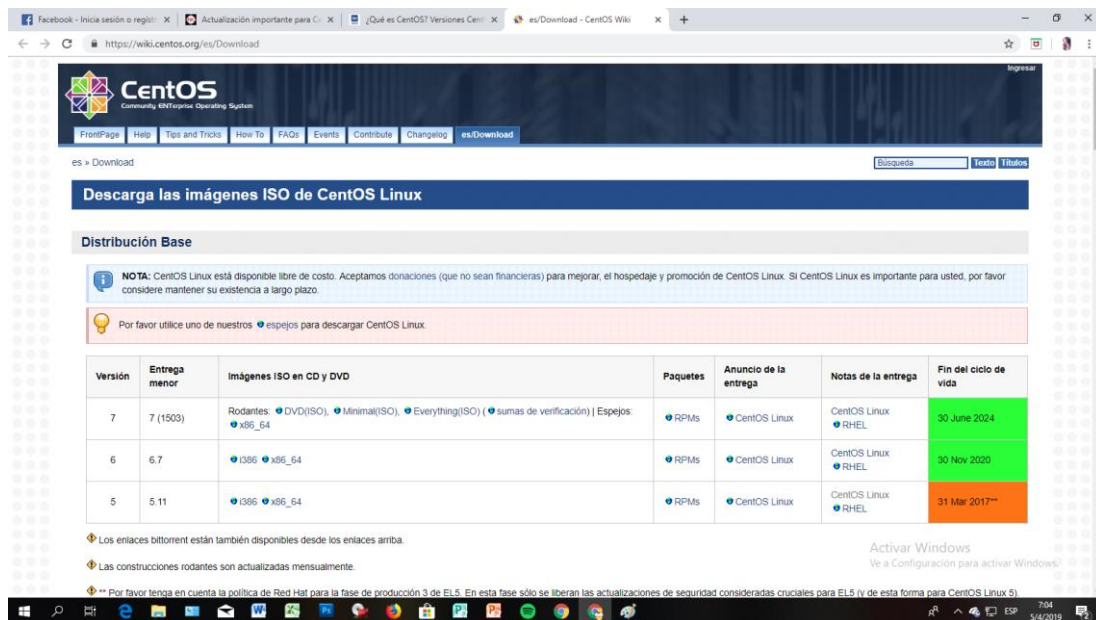 Facebook - Inicia sesión o regist
Actualización importante para C
¿Qué es CentOS? Versiones Cent
es/Download - CentOS Wiki
https://wiki.centos.org/es/Download
Ingresar
CentOS
Community ENTerprise Operating System
FrontPage Help Tips and Tricks How To FAQs Events Contribute Changelog es/Download
es » Download
Búsqueda Texto Títulos
Descarga las imágenes ISO de CentOS Linux
Distribución Base
NOTA: CentOS Linux está disponible libre de costo. Aceptamos donaciones (que no sean financieras) para mejorar, el hospedaje y promoción de CentOS Linux. Si CentOS Linux es importante para usted, por favor
considere mantener su existencia a largo plazo.
Por favor utilice uno de nuestros espejos para descargar CentOS Linux.
Versión Entrega menor Imágenes ISO en CD y DVD Paquetes Anuncio de la entrega Notas de la entrega Fin del ciclo de vida
7 7 (1503) Rodantes: DVD(ISO), Minimal(ISO), Everything(ISO) ( sumas de verificación) | Espejos: x86_64 RPMs CentOS Linux CentOS Linux RHEL 30 June 2024
6 6.7 i386 x86_64 RPMs CentOS Linux CentOS Linux RHEL 30 Nov 2020
5 5.11 i386 x86_64 RPMs CentOS Linux CentOS Linux RHEL 31 Mar 2017**
Los enlaces bittorrent están también disponibles desde los enlaces arriba.
Las construcciones rodantes son actualizadas mensualmente.
** Por favor tenga en cuenta la política de Red Hat para la fase de producción 3 de EL5. En esta fase sólo se liberan las actualizaciones de seguridad consideradas cruciales para EL5 (y de esta forma para CentOS Linux 5).
Activar Windows
Ve a Configuración para activar Windows.
ESP
7:04
5/4/2019